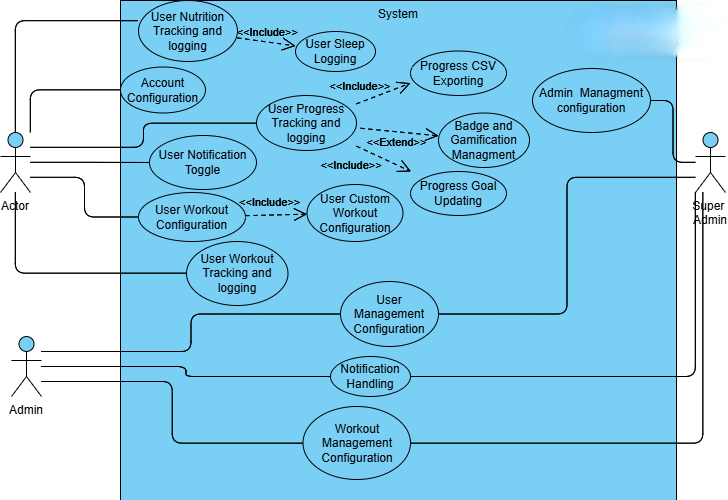 System
User Nutrition
Tracking and
logging
<<Include>>
User Sleep
Logging
Account
Configuration
Progress CSV
Exporting
<<Include>>
Admin  Managment
configuration
User Progress
Tracking and
logging
<<Extend>>
Badge and
Gamification
Managment
<<Include>>
User Notification
Toggle
Progress Goal
Updating
Actor
Super
Admin
User Workout
Configuration
<<Include>>
User Custom
Workout
Configuration
User Workout
Tracking and
logging
User
Management
Configuration
Notification
Handling
Admin
Workout
Management
Configuration